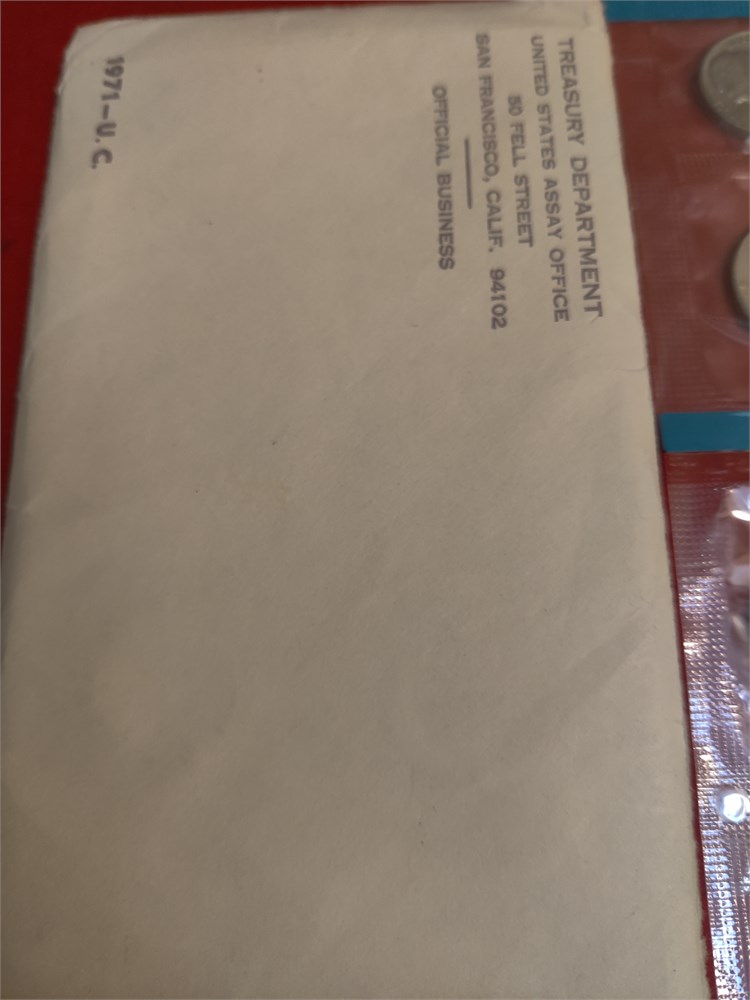 TREASURY DEPARTMENT
UNITED STATES ASSAY OFFICE
50 FELL STREET
SAN FRANCISCO, CALIF. 94102
OFFICIAL BUSINESS
1971-U.C.